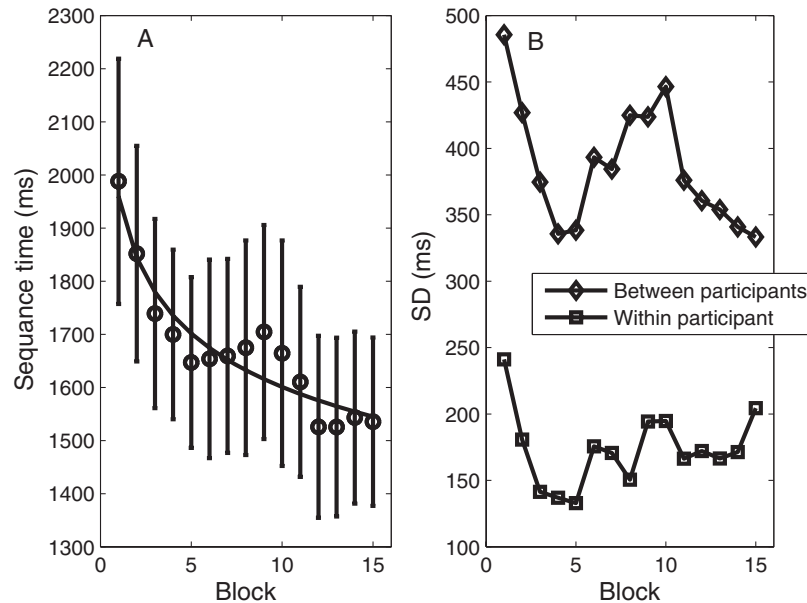 A
Sequance time (ms)
2300
2200
2100
2000
1900
1800
1700
1600
1500
1400
1300
0 5 10 15
Block
B
SD (ms)
500
450
400
350
300
250
200
150
100
Between participants
Within participant
0 5 10 15
Block